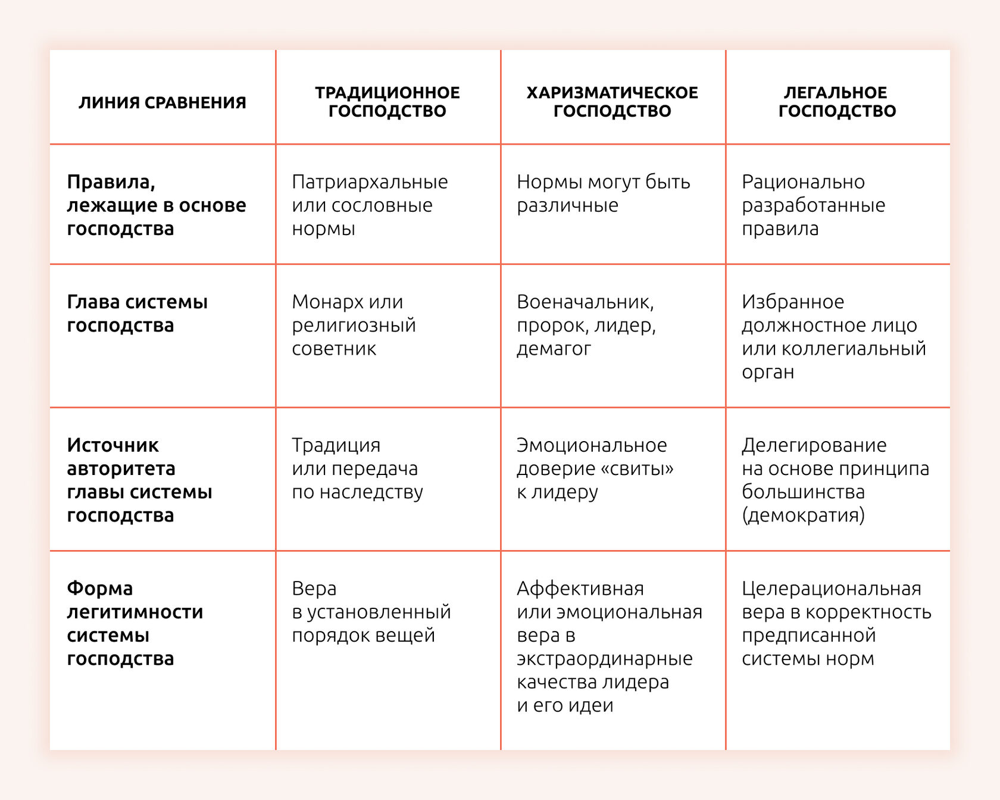 ЛИНИЯ СРАВНЕНИЯ
ТРАДИЦИОННОЕ
ГОСПОДСТВО
ХАРИЗМАТИЧЕСКОЕ
ГОСПОДСТВО
ЛЕГАЛЬНОЕ
ГОСПОДСТВО
Правила,
лежащие в основе
господства
Патриархальные
или сословные
нормы
Нормы могут быть
различные
Рационально
разработанные
правила
Глава системы
господства
Монарх или
религиозный
советник
Военачальник,
пророк, лидер,
демагог
Избранное
должностное лицо
или коллегиальный
орган
Источник
авторитета
главы системы
господства
Традиция
или передача
по наследству
Эмоциональное
доверие «свиты»
к лидеру
Делегирование
на основе принципа
большинства
(демократия)
Форма
легитимности
системы
господства
Вера
в установленный
порядок вещей
Аффективная
или эмоциональная
вера в
экстраординарные
качества лидера
и его идеи
Целерациональная
вера в корректность
предписанной
системы норм